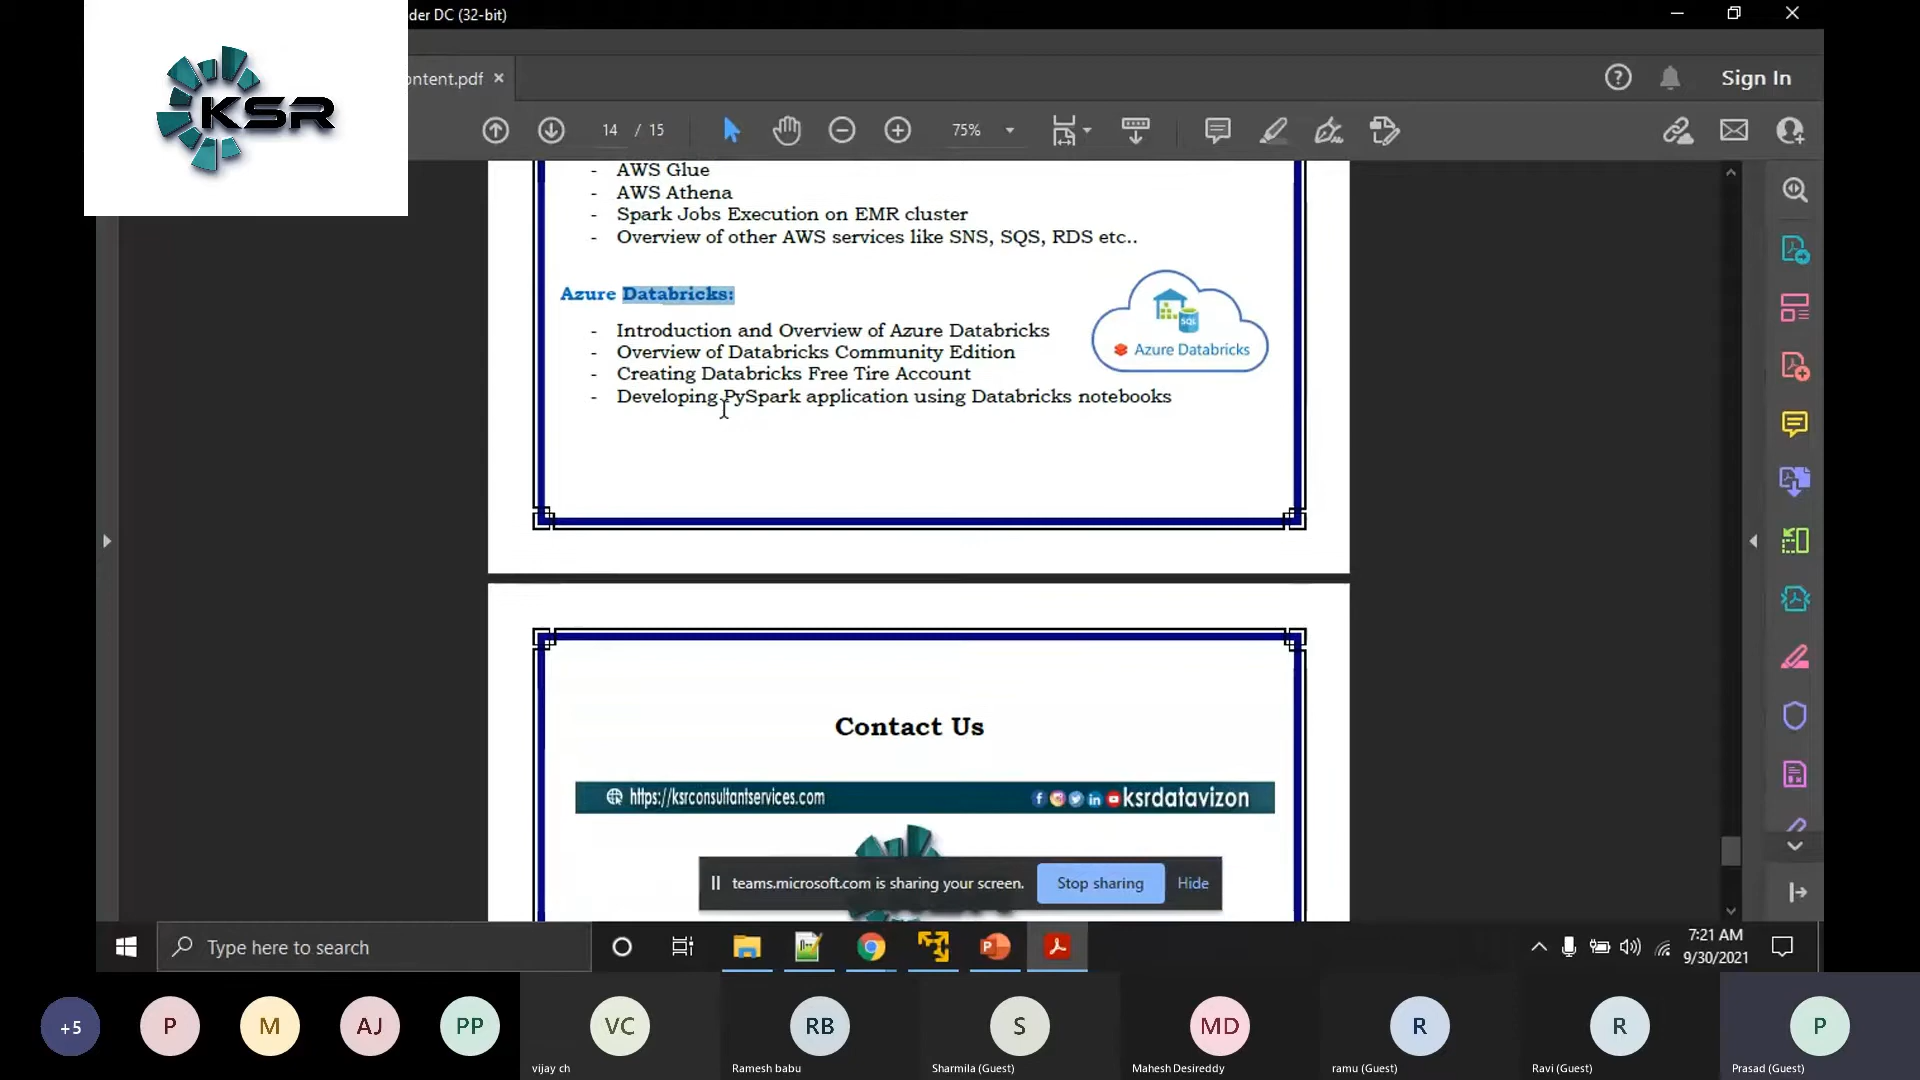 KSR
der DC (32-bit)
ontent.pdf
Sign In
14 / 15
75%
- AWS Glue
- AWS Athena
- Spark Jobs Execution on EMR cluster
- Overview of other AWS services like SNS, SQS, RDS etc..
Azure Databricks:
- Introduction and Overview of Azure Databricks
- Overview of Databricks Community Edition
- Creating Databricks Free Tire Account
- Developing PySpark application using Databricks notebooks
SQL
Azure Databricks
Contact Us
https://ksrconsultantservices.com
ksrdatavizon
teams.microsoft.com is sharing your screen.
Stop sharing
Hide
Type here to search
7:21 AM
9/30/2021
+5
P
M
AJ
PP
VC
RB
S
MD
R
R
P
vijay ch
Ramesh babu
Sharmila (Guest)
Mahesh Desireddy
ramu (Guest)
Ravi (Guest)
Prasad (Guest)